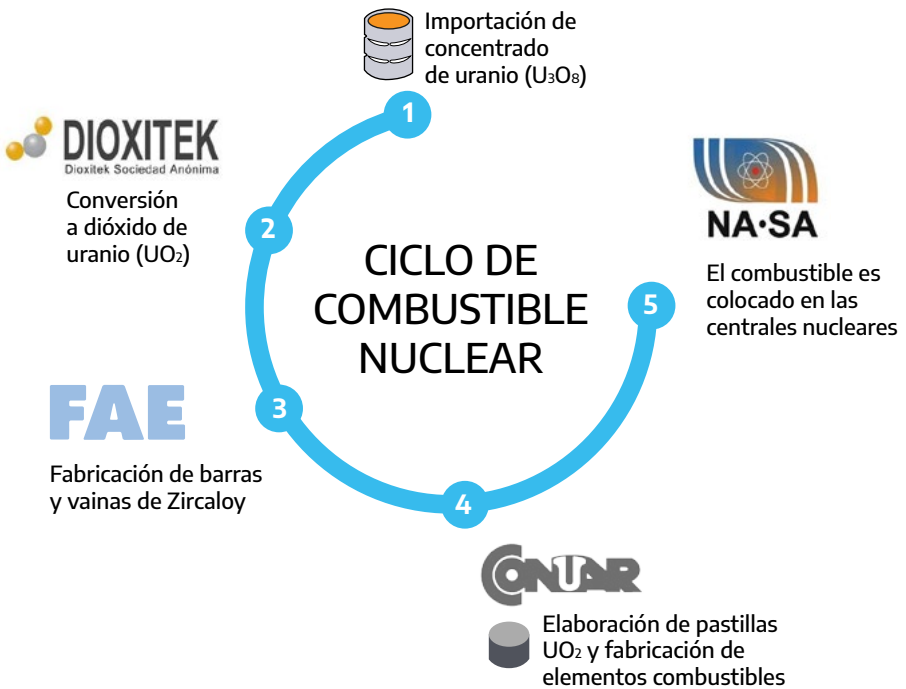 Importación de
concentrado
de uranio (U₃O₈)
1
DIOXITEK
Dioxitek Sociedad Anónima
Conversión
a dióxido de
uranio (UO₂)
2
CICLO DE
COMBUSTIBLE
NUCLEAR
NA·SA
El combustible es
colocado en las
centrales nucleares
5
FAE
Fabricación de barras
y vainas de Zircaloy
3
4
CONUAR
Elaboración de pastillas
UO₂ y fabricación de
elementos combustibles